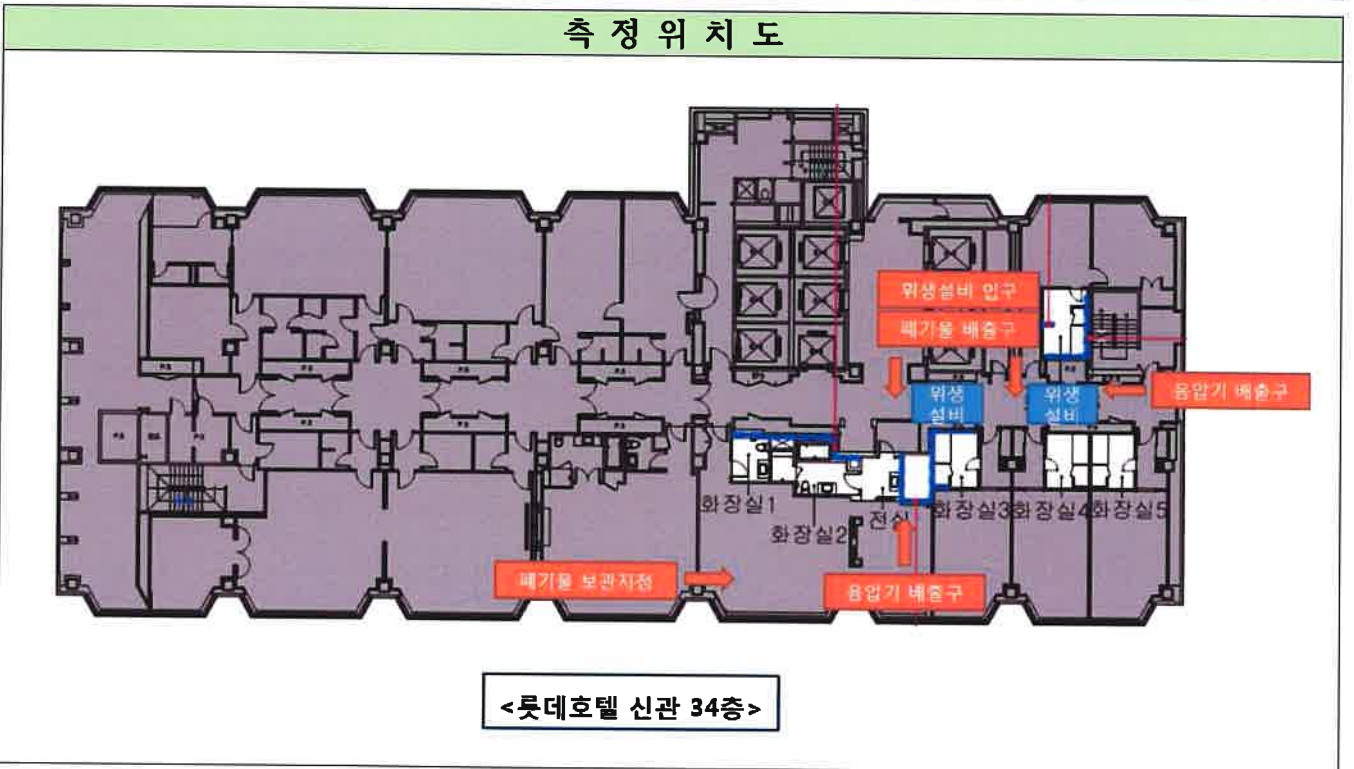 측 정 위 치 도
위생설비 입구
폐기물 배출구
위생
설비
위생
설비
음압기 배출구
P.S
P.S
P.S
P.S
P.S
P.S
P.S
화장실1
화장실2
전실
화장실3
화장실4
화장실5
폐기물 보관지점
음압기 배출구
<롯데호텔 신관 34층>